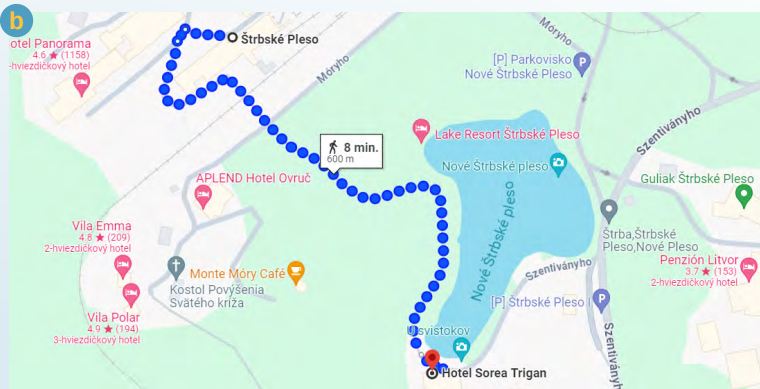 b
otel Panorama
4.6 ★ (1158)
-hviezdičkový hotel
Štrbské Pleso
Móryho
Móryho
[P] Parkovisko
Nové Štrbské Pleso
8 min.
600 m
Lake Resort Štrbské Pleso
Nové Štrbské pleso
Szentiványho
Guliak Štrbské Pleso
APLEND Hotel Ovruč
Vila Emma
4.8 ★ (209)
2-hviezdičkový hotel
Nové Štrbské pleso
Štrba,Štrbské
Pleso,Nové Pleso
Monte Móry Café
Kostol Povýšenia
Svätého kríža
Szentiványho
Penzión Litvor
3.7 ★ (153)
2-hviezdičkový hotel
Vila Polar
4.9 ★ (194)
3-hviezdičkový hotel
[P] Štrbské Pleso
Szentiványho
Hotel Sorea Trigan